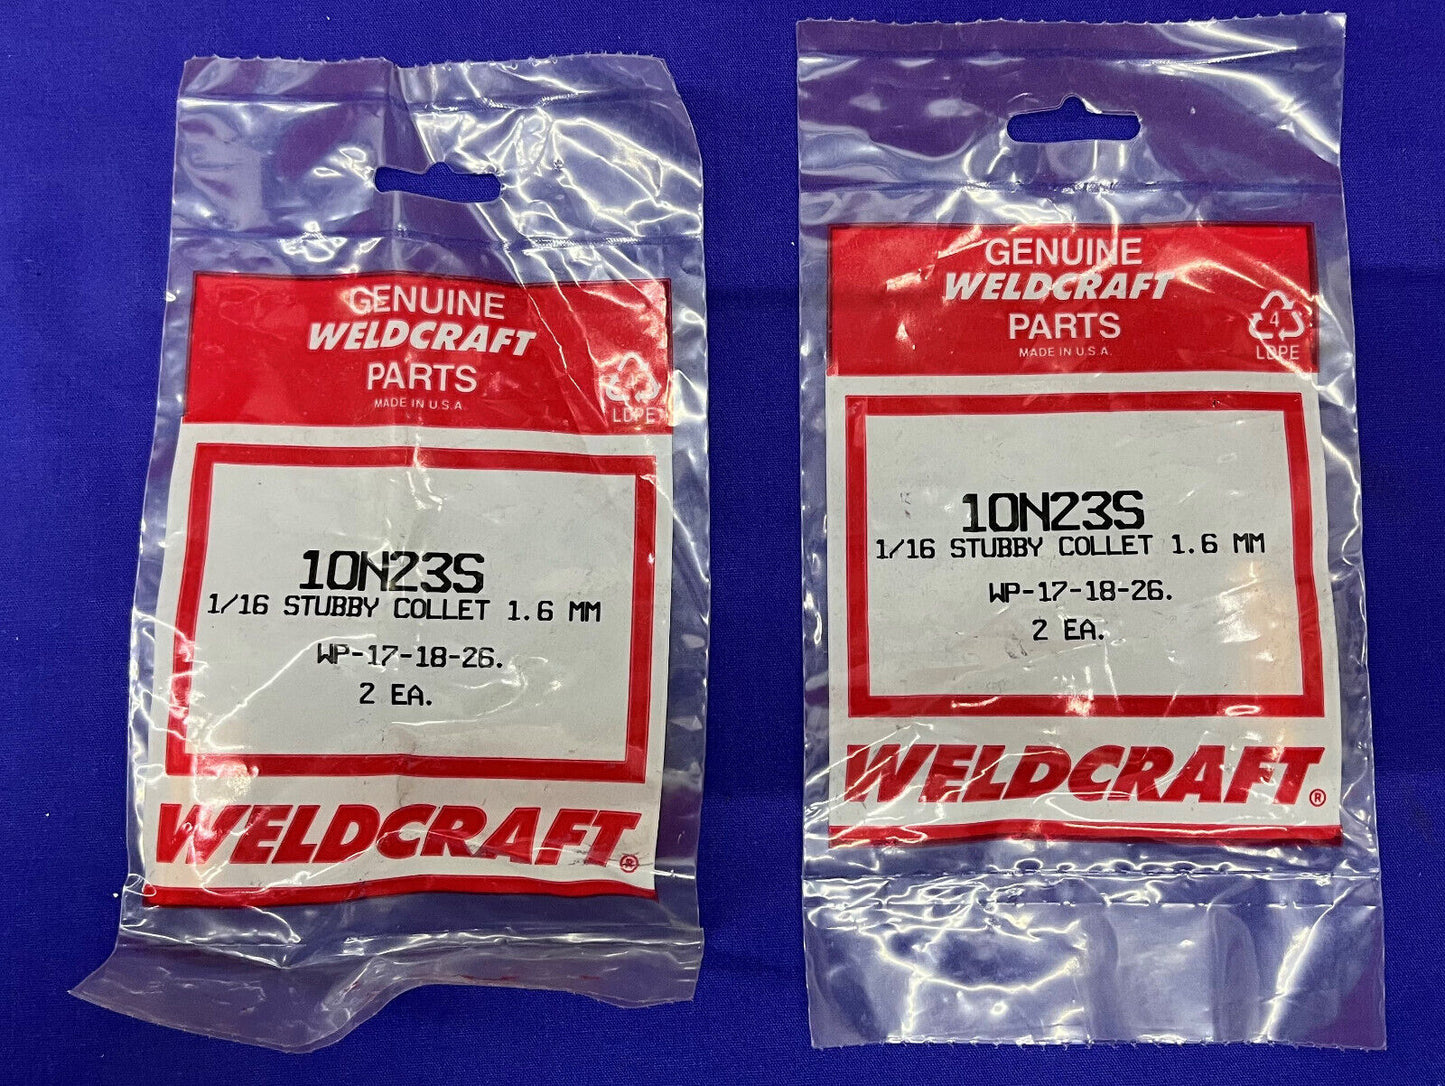 GENUINE
WELDCRAFT
PARTS
MADE IN U.S.A.
LDPE
10N23S
1/16 STUBBY COLLET 1.6 MM
WP-17-18-26.
2 EA.
WELDCRAFT®
GENUINE
WELDCRAFT
PARTS
MADE IN U.S.A.
4
LDPE
10N23S
1/16 STUBBY COLLET 1.6 MM
WP-17-18-26.
2 EA.
WELDCRAFT®